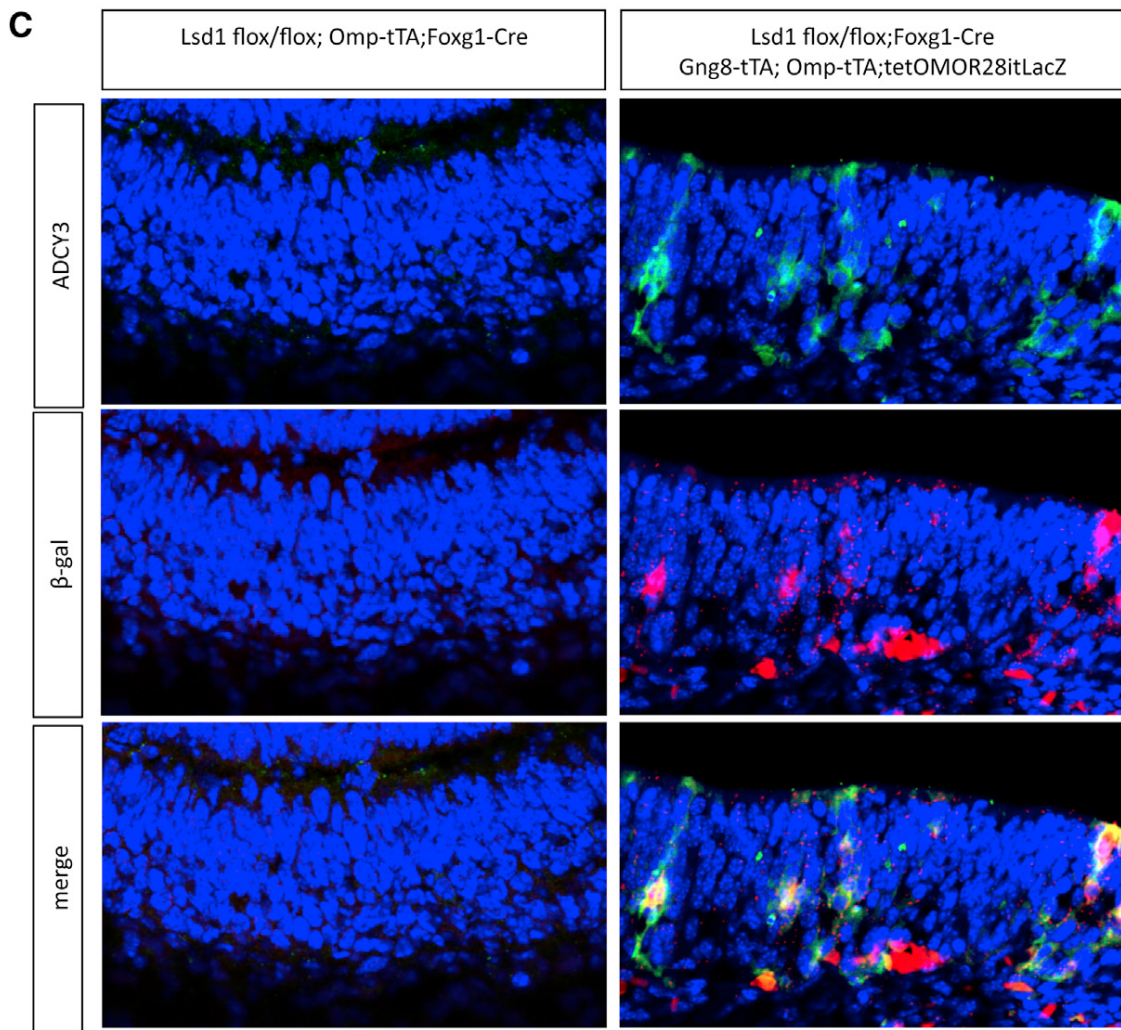 C
Lsd1 flox/flox; Omp-tTA;Foxg1-Cre
Lsd1 flox/flox;Foxg1-Cre
Gng8-tTA; Omp-tTA;tetOMOR28itLacZ
ADCY3
β-gal
merge